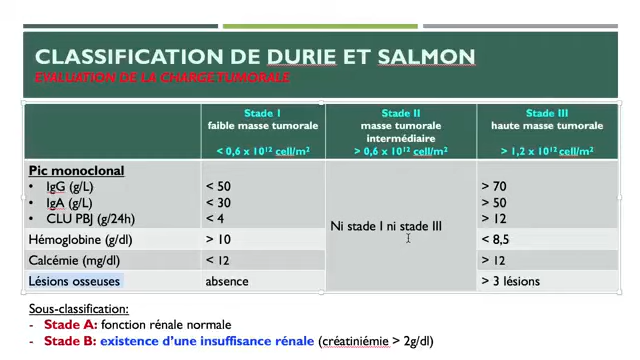 CLASSIFICATION DE DURIE ET SALMON
EVALUATION DE LA CHARGE TUMORALE
Stade I
faible masse tumorale
< 0,6 x 10¹² cell/m²
Stade II
masse tumorale
intermédiaire
> 0,6 x 10¹² cell/m²
Stade III
haute masse tumorale
> 1,2 x 10¹² cell/m²
Pic monoclonal
• IgG (g/L) < 50 > 70
• IgA (g/L) < 30 > 50
• CLU PBJ (g/24h) < 4 > 12
Ni stade I ni stade III
Hémoglobine (g/dl) > 10 < 8,5
Calcémie (mg/dl) < 12 > 12
Lésions osseuses absence > 3 lésions
Sous-classification:
- Stade A: fonction rénale normale
- Stade B: existence d'une insuffisance rénale (créatiniémie > 2g/dl)